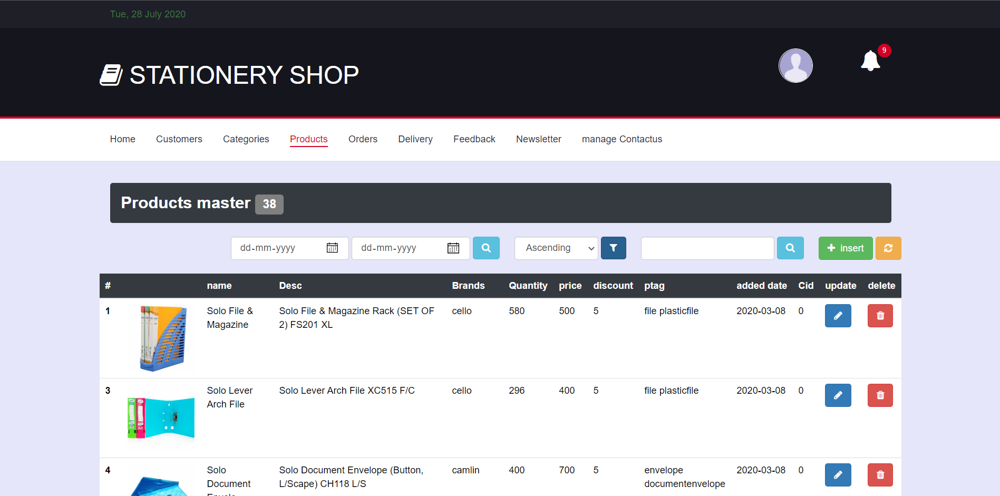 Tue, 28 July 2020
STATIONERY SHOP
9
Home Customers Categories Products Orders Delivery Feedback Newsletter manage Contactus
Products master 38
dd-mm-yyyy dd-mm-yyyy Ascending insert
# name Desc Brands Quantity price discount ptag added date Cid update delete
1 Solo File & Solo File & Magazine Rack (SET OF cello 580 500 5 file plasticfile 2020-03-08 0
Magazine 2) FS201 XL
3 Solo Lever Solo Lever Arch File XC515 F/C cello 296 400 5 file plasticfile 2020-03-08 0
Arch File
4 Solo Solo Document Envelope (Button, camlin 400 700 5 envelope 2020-03-08 0
Document L/Scape) CH118 L/S documentenvelope